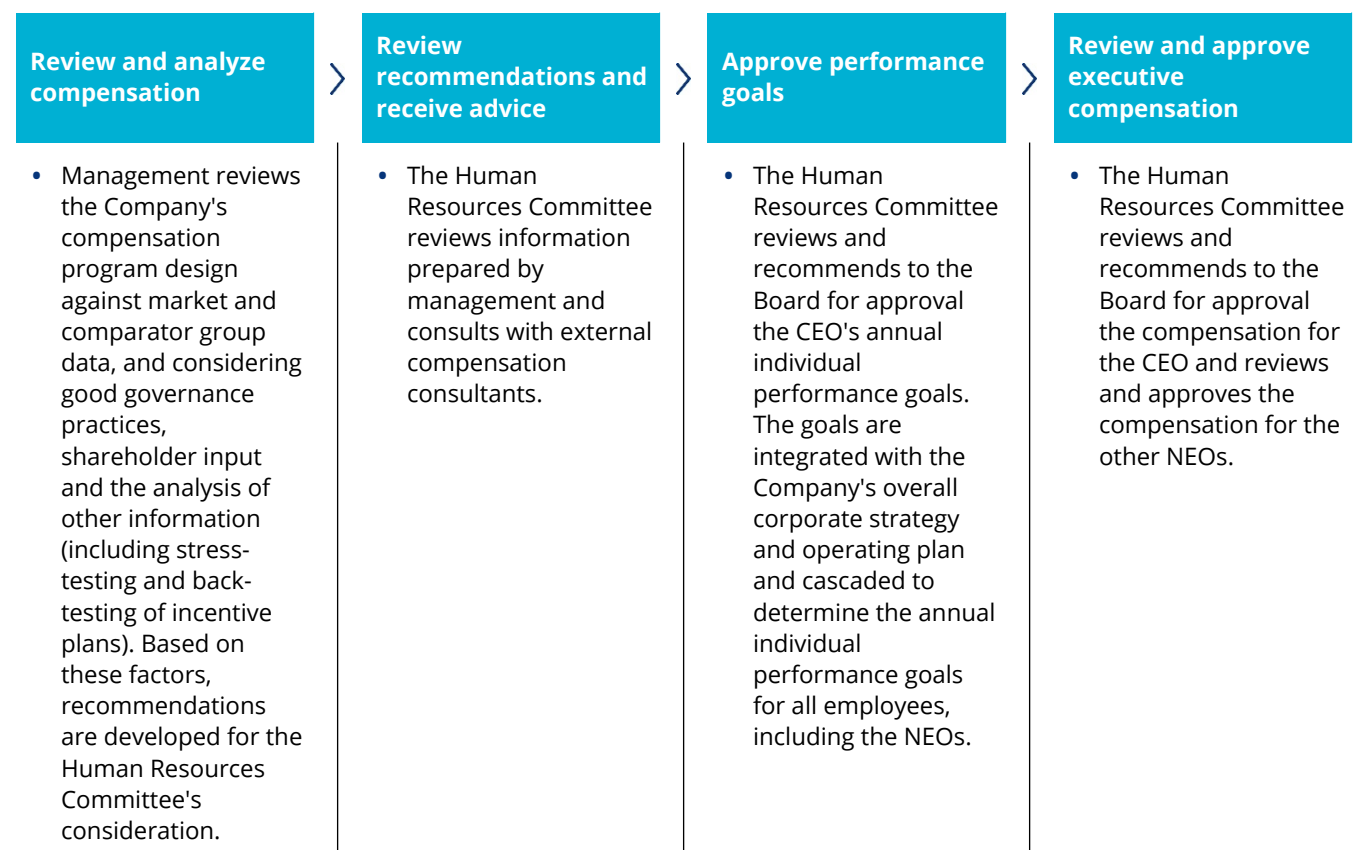 Review and analyze
compensation
Review
recommendations and
receive advice
Approve performance
goals
Review and approve
executive
compensation
• Management reviews
the Company's
compensation
program design
against market and
comparator group
data, and considering
good governance
practices,
shareholder input
and the analysis of
other information
(including stress-
testing and back-
testing of incentive
plans). Based on
these factors,
recommendations
are developed for the
Human Resources
Committee's
consideration.
• The Human
Resources Committee
reviews information
prepared by
management and
consults with external
compensation
consultants.
• The Human
Resources Committee
reviews and
recommends to the
Board for approval
the CEO's annual
individual
performance goals.
The goals are
integrated with the
Company's overall
corporate strategy
and operating plan
and cascaded to
determine the annual
individual
performance goals
for all employees,
including the NEOs.
• The Human
Resources Committee
reviews and
recommends to the
Board for approval
the compensation for
the CEO and reviews
and approves the
compensation for the
other NEOs.